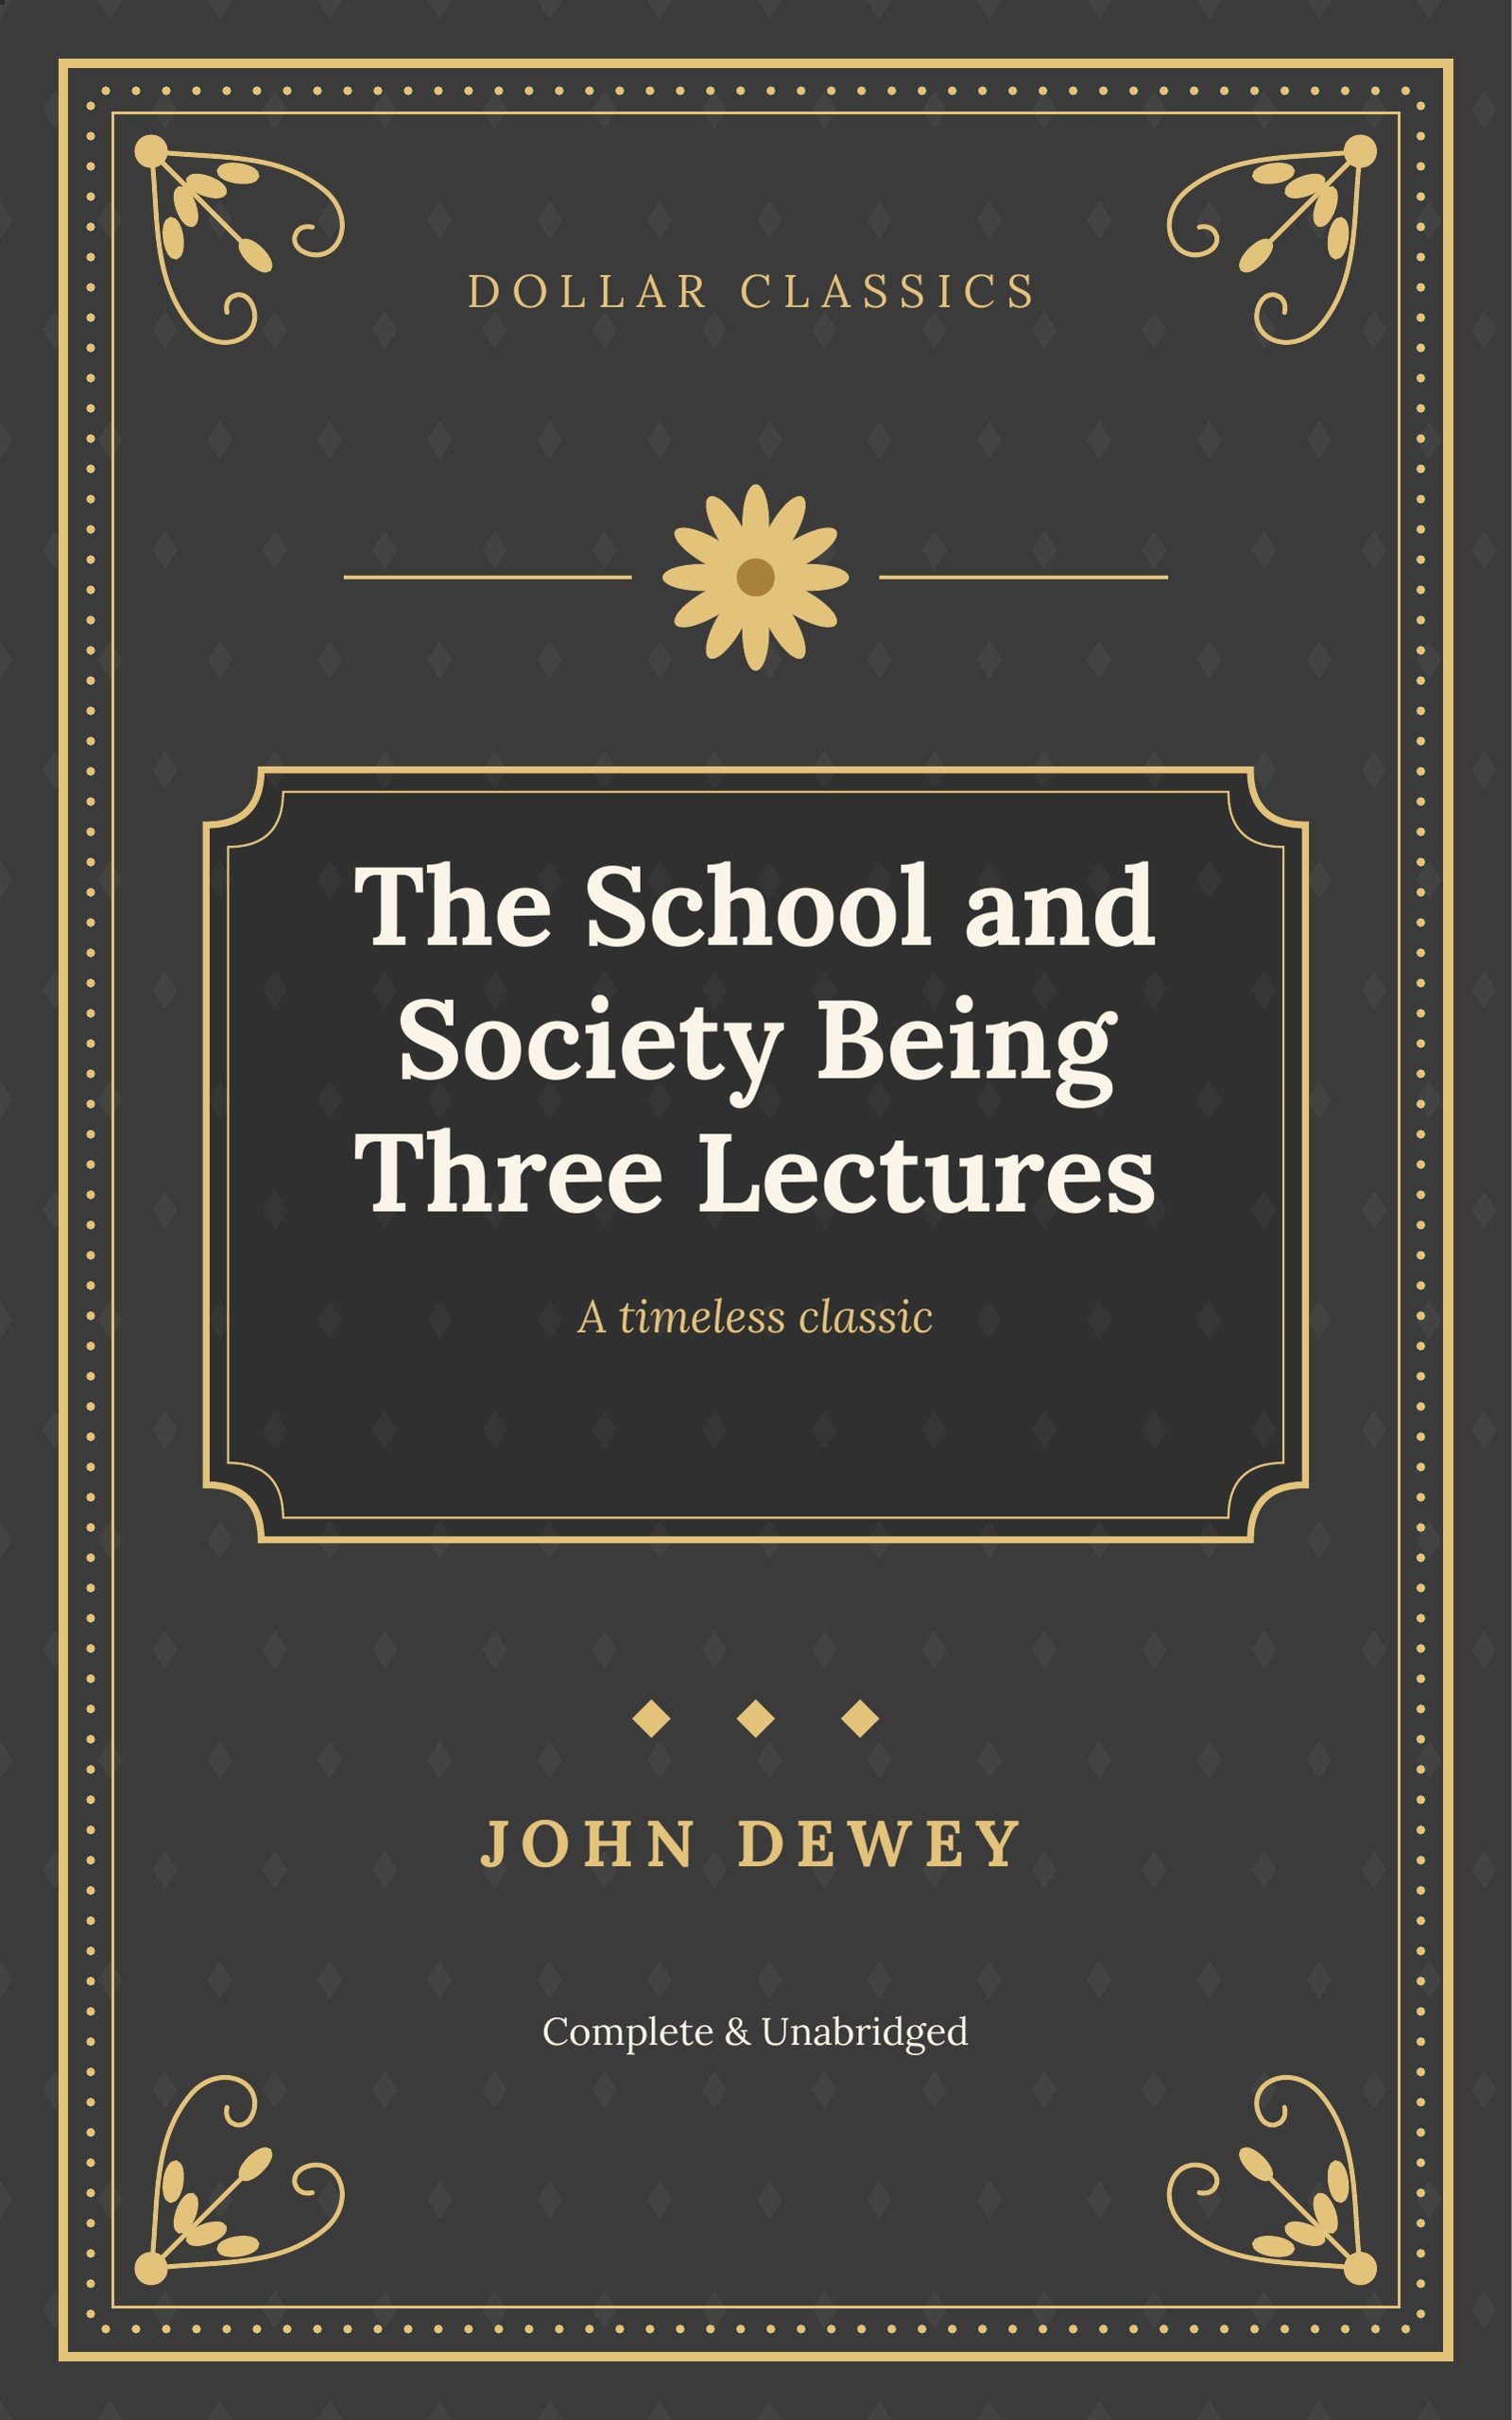 DOLLAR CLASSICS
The School and
Society Being
Three Lectures
A timeless classic
JOHN DEWEY
Complete & Unabridged